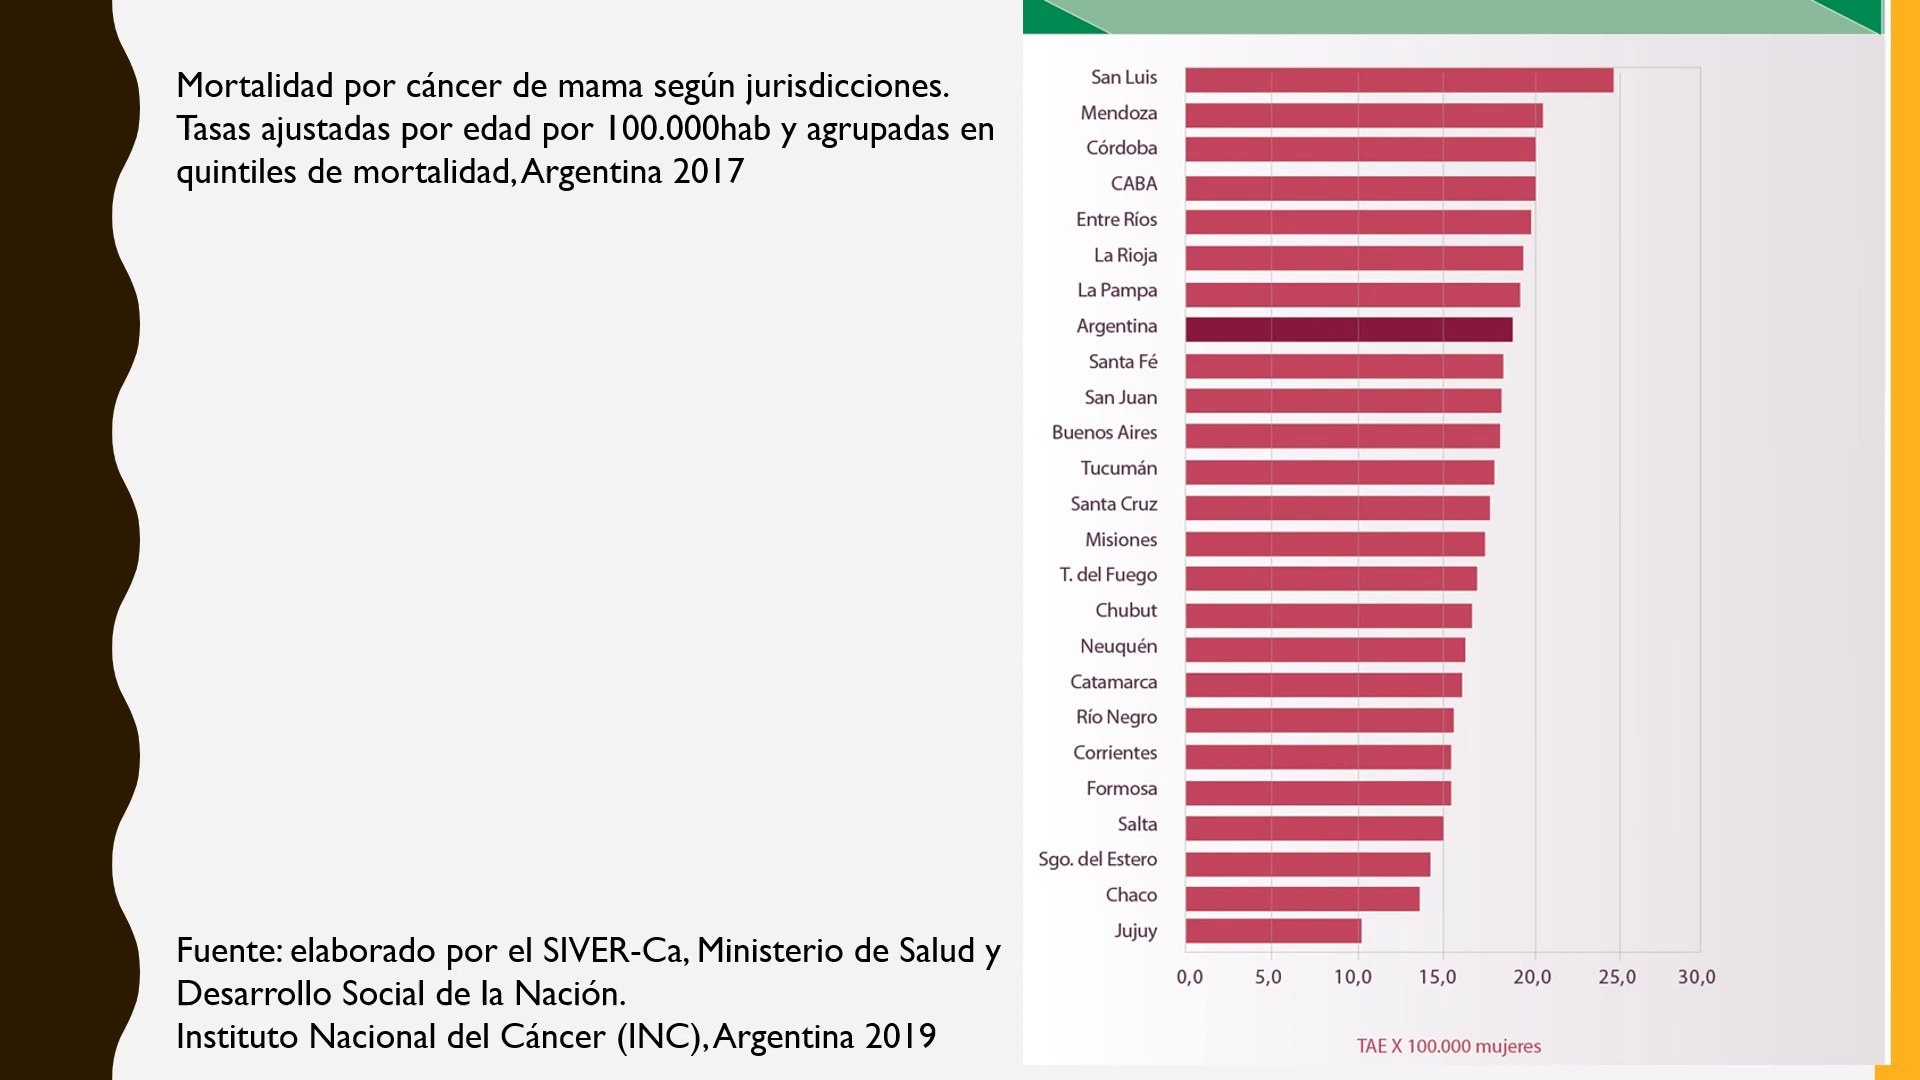 Mortalidad por cáncer de mama según jurisdicciones.
Tasas ajustadas por edad por 100.000hab y agrupadas en
quintiles de mortalidad, Argentina 2017
Fuente: elaborado por el SIVER-Ca, Ministerio de Salud y
Desarrollo Social de la Nación.
Instituto Nacional del Cáncer (INC), Argentina 2019
San Luis
Mendoza
Córdoba
CABA
Entre Ríos
La Rioja
La Pampa
Argentina
Santa Fé
San Juan
Buenos Aires
Tucumán
Santa Cruz
Misiones
T. del Fuego
Chubut
Neuquén
Catamarca
Río Negro
Corrientes
Formosa
Salta
Sgo. del Estero
Chaco
Jujuy
0,0 5,0 10,0 15,0 20,0 25,0 30,0
TAE X 100.000 mujeres